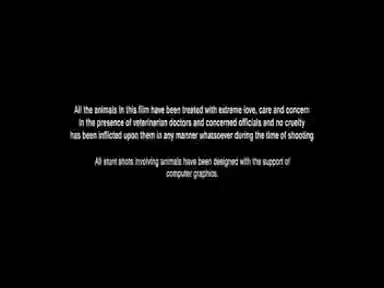 All the animals in this film have been treated with extreme love, care and concern
in the presence of veterinarian doctors and concerned officials and no cruelty
has been inflicted upon them in any manner whatsoever during the time of shooting
All stunt shots involving animals have been designed with the support of
computer graphics.